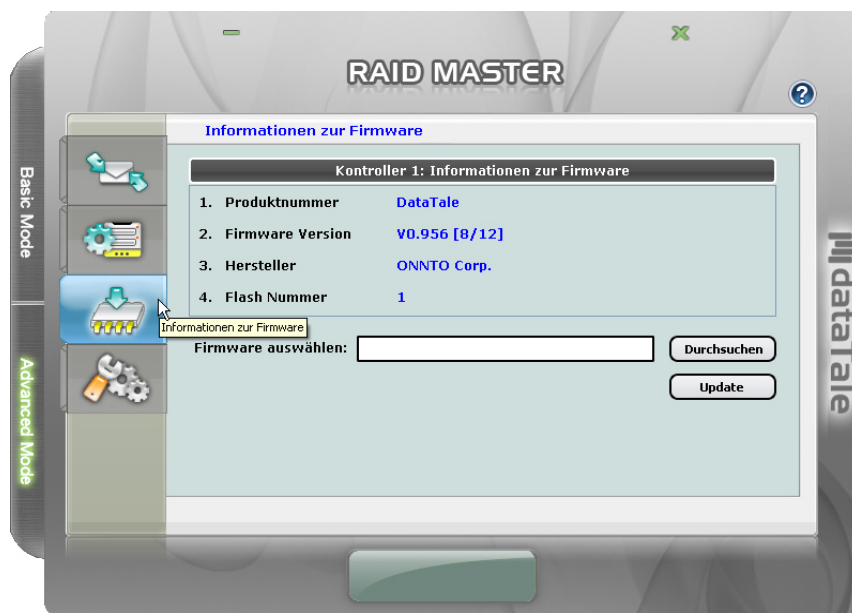 RAID MASTER
?
Informationen zur Firmware
Kontroller 1: Informationen zur Firmware
1. Produktnummer DataTale
2. Firmware Version V0.956 [8/12]
3. Hersteller ONNTO Corp.
4. Flash Nummer 1
Informationen zur Firmware
Firmware auswählen: Durchsuchen
Update
Basic Mode
Advanced Mode
dataTale